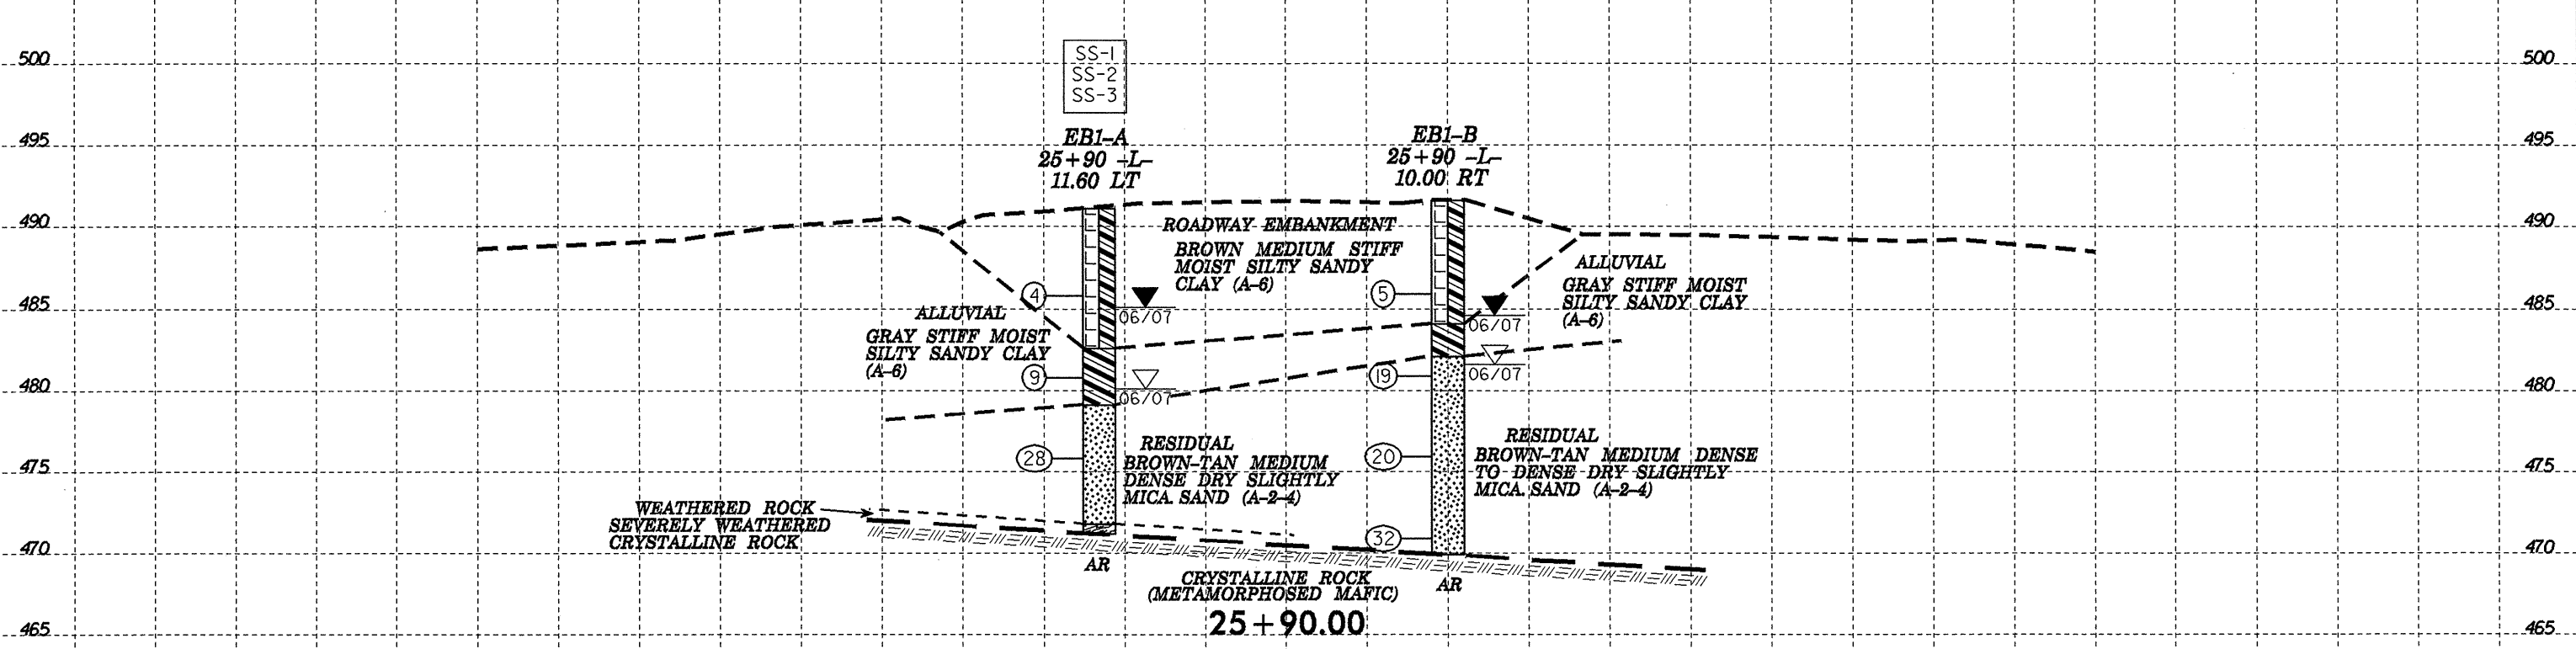 500
500
SS-1
SS-2
SS-3
495
495
EB1-A
25+90 -L-
11.60 LT
EB1-B
25+90 -L-
10.00 RT
490
490
ROADWAY EMBANKMENT
BROWN MEDIUM STIFF
MOIST SILTY SANDY
CLAY (A-6)
ALLUVIAL
GRAY STIFF MOIST
SILTY SANDY CLAY
(A-6)
4
5
485
485
06/07
06/07
ALLUVIAL
GRAY STIFF MOIST
SILTY SANDY CLAY
(A-6)
9
19
06/07
06/07
480
480
28
20
RESIDUAL
BROWN-TAN MEDIUM
DENSE DRY SLIGHTLY
MICA. SAND (A-2-4)
RESIDUAL
BROWN-TAN MEDIUM DENSE
TO DENSE DRY SLIGHTLY
MICA. SAND (A-2-4)
475
475
WEATHERED ROCK
SEVERELY WEATHERED
CRYSTALLINE ROCK
32
470
470
AR
AR
CRYSTALLINE ROCK
(METAMORPHOSED MAFIC)
25+90.00
465
465